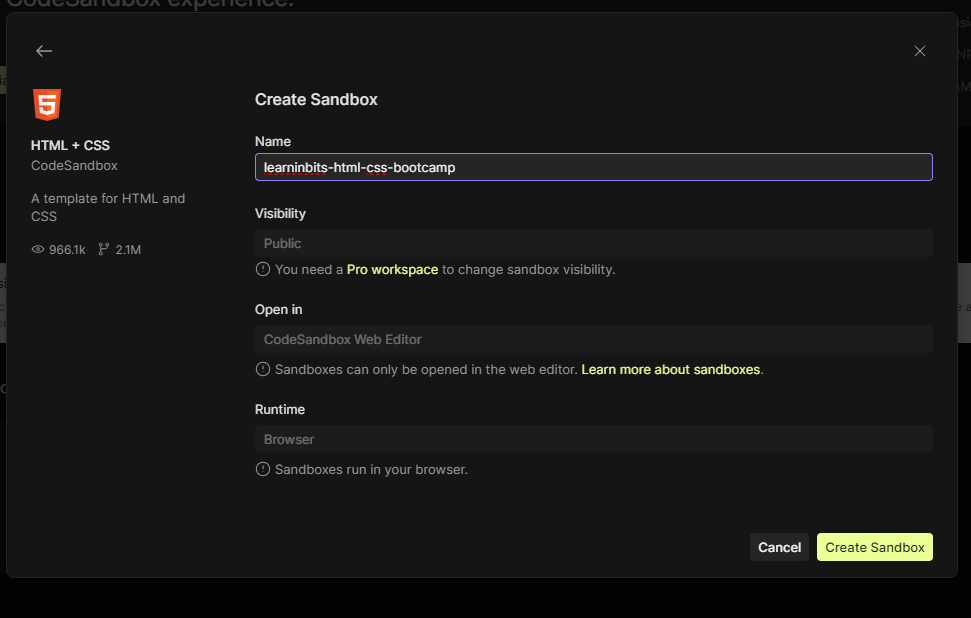 CodeSandbox experience.
Create Sandbox
HTML + CSS
CodeSandbox
A template for HTML and
CSS
966.1k 2.1M
Name
learninbits-html-css-bootcamp
Visibility
Public
You need a Pro workspace to change sandbox visibility.
Open in
CodeSandbox Web Editor
Sandboxes can only be opened in the web editor. Learn more about sandboxes.
Runtime
Browser
Sandboxes run in your browser.
Cancel
Create Sandbox